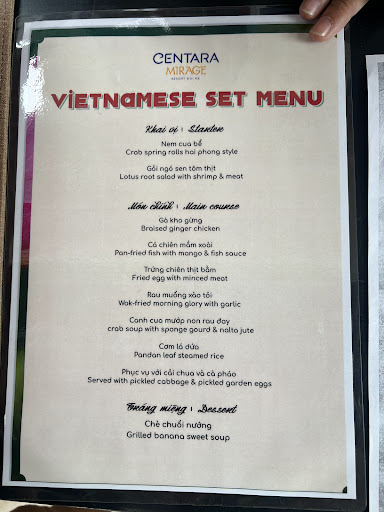 CENTARA
MIRAGE
RESORT MUI NE
VIETNAMESE SET MENU
Khai vị : Starter
Nem cua bể
Crab spring rolls hai phong style
Gỏi ngó sen tôm thịt
Lotus root salad with shrimp & meat
Món chính : Main course
Gà kho gừng
Braised ginger chicken
Cá chiên mắm xoài
Pan-fried fish with mango & fish sauce
Trứng chiên thịt bằm
Fried egg with minced meat
Rau muống xào tỏi
Wok-fried morning glory with garlic
Canh cua mướp non rau đay
crab soup with sponge gourd & nalta jute
Cơm lá dứa
Pandan leaf steamed rice
Phục vụ với cải chua và cà pháo
Served with pickled cabbage & pickled garden eggs
Tráng miệng : Dessert
Chè chuối nướng
Grilled banana sweet soup